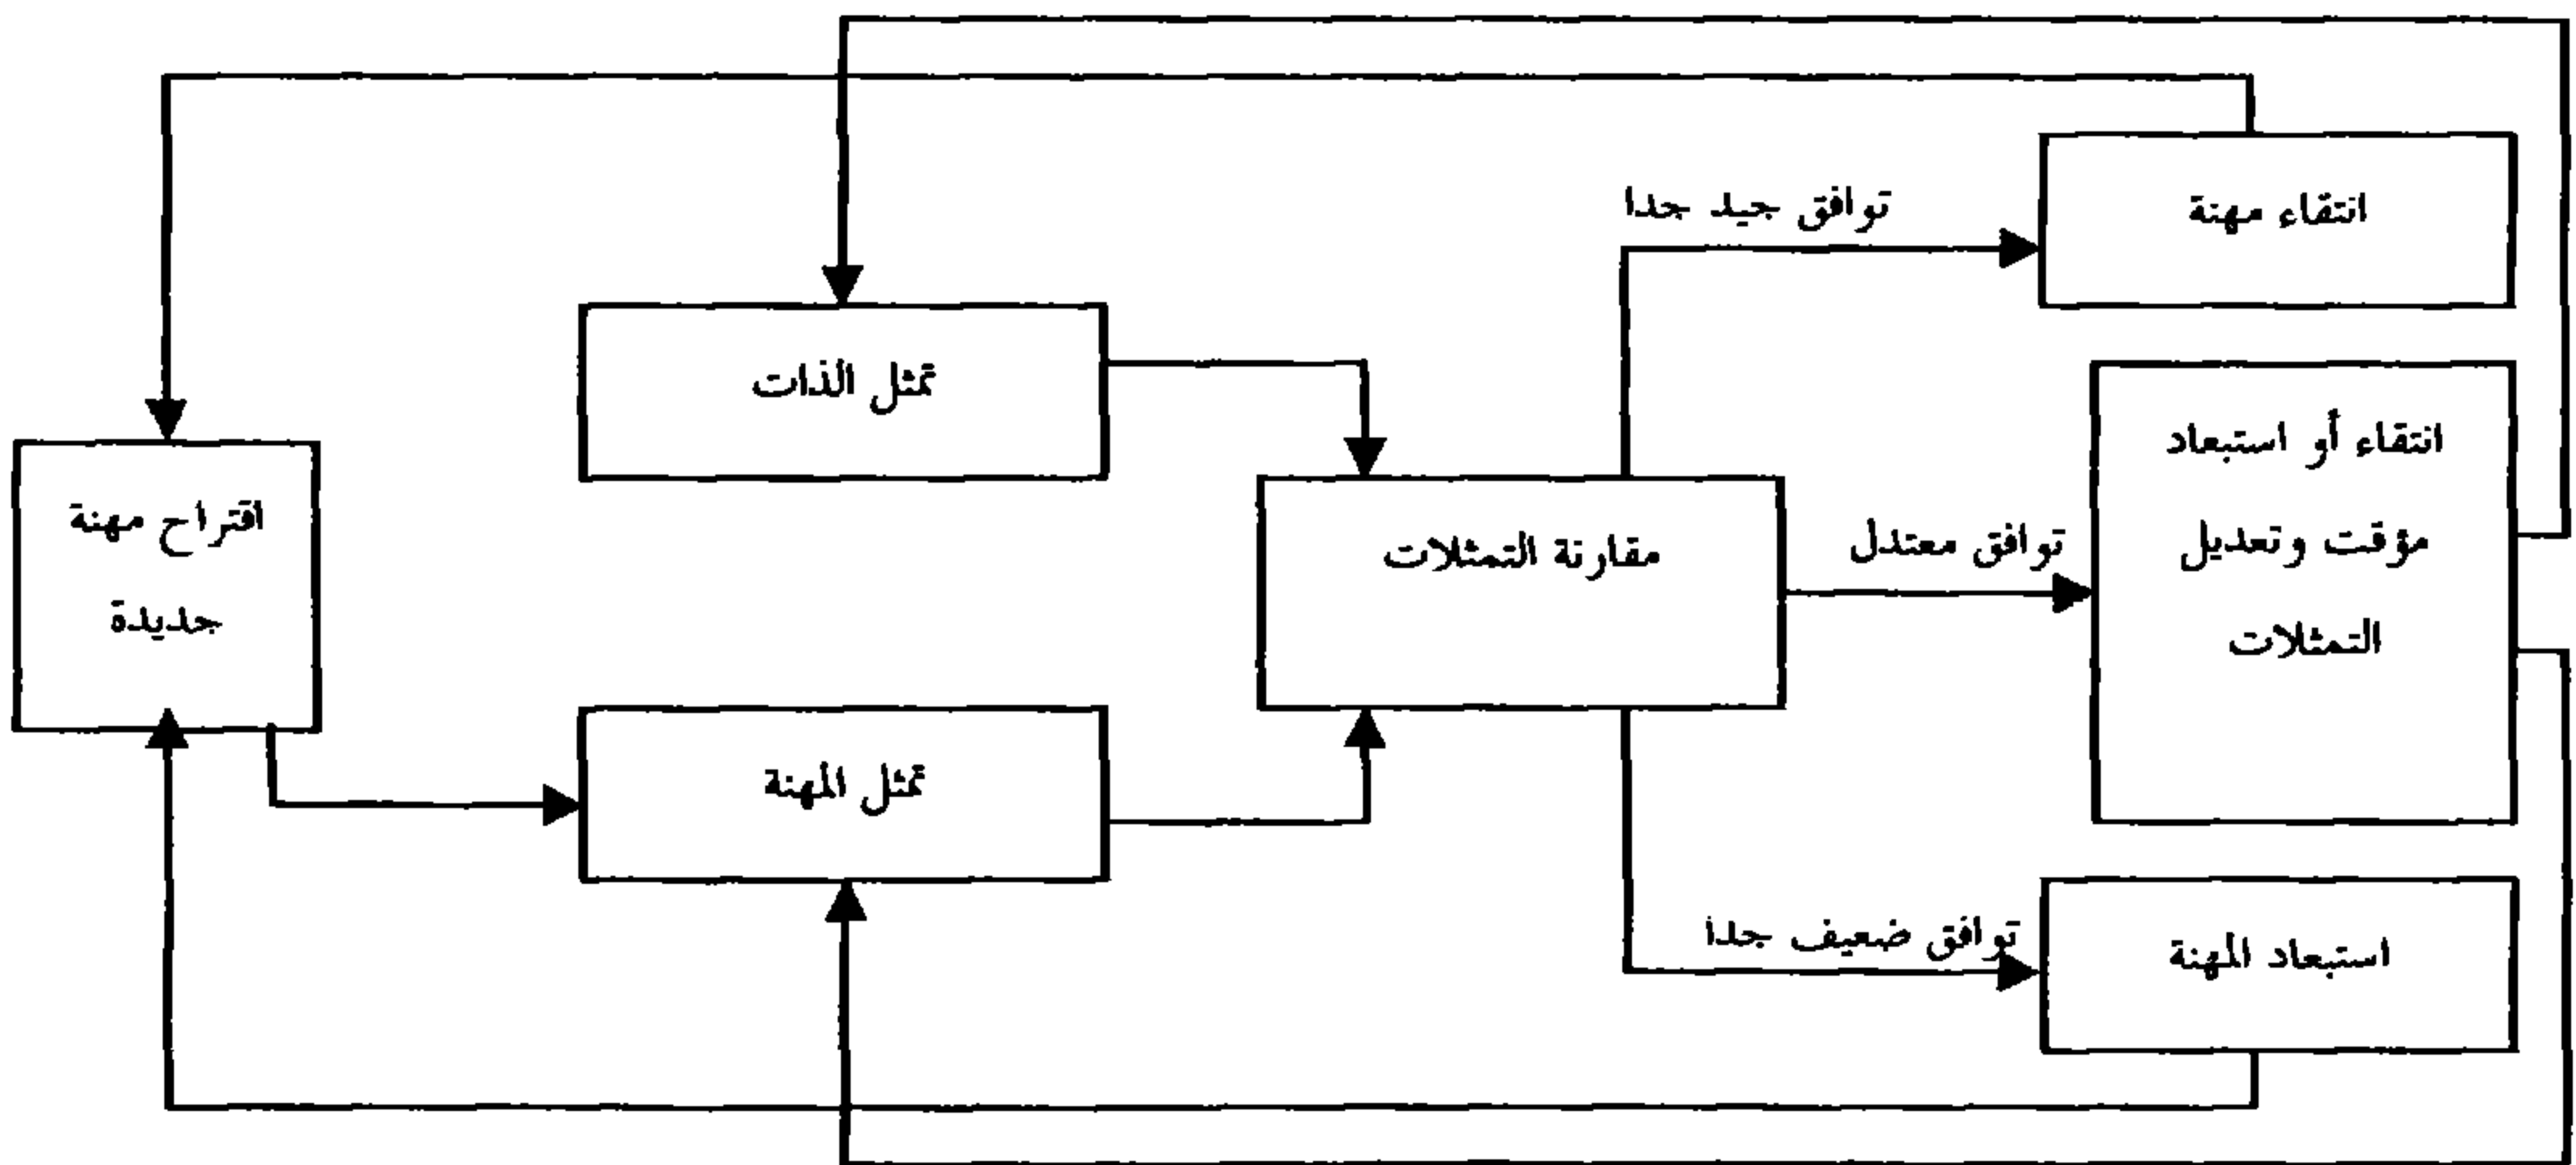 انتقاء مهنة
توافق جيد جدا
تمثل الذات
انتقاء أو استبعاد
مؤقت وتعديل
التمثلات
توافق معتدل
مقارنة التمثلات
اقتراح مهنة
جديدة
تمثل المهنة
توافق ضعيف جدا
استبعاد المهنة